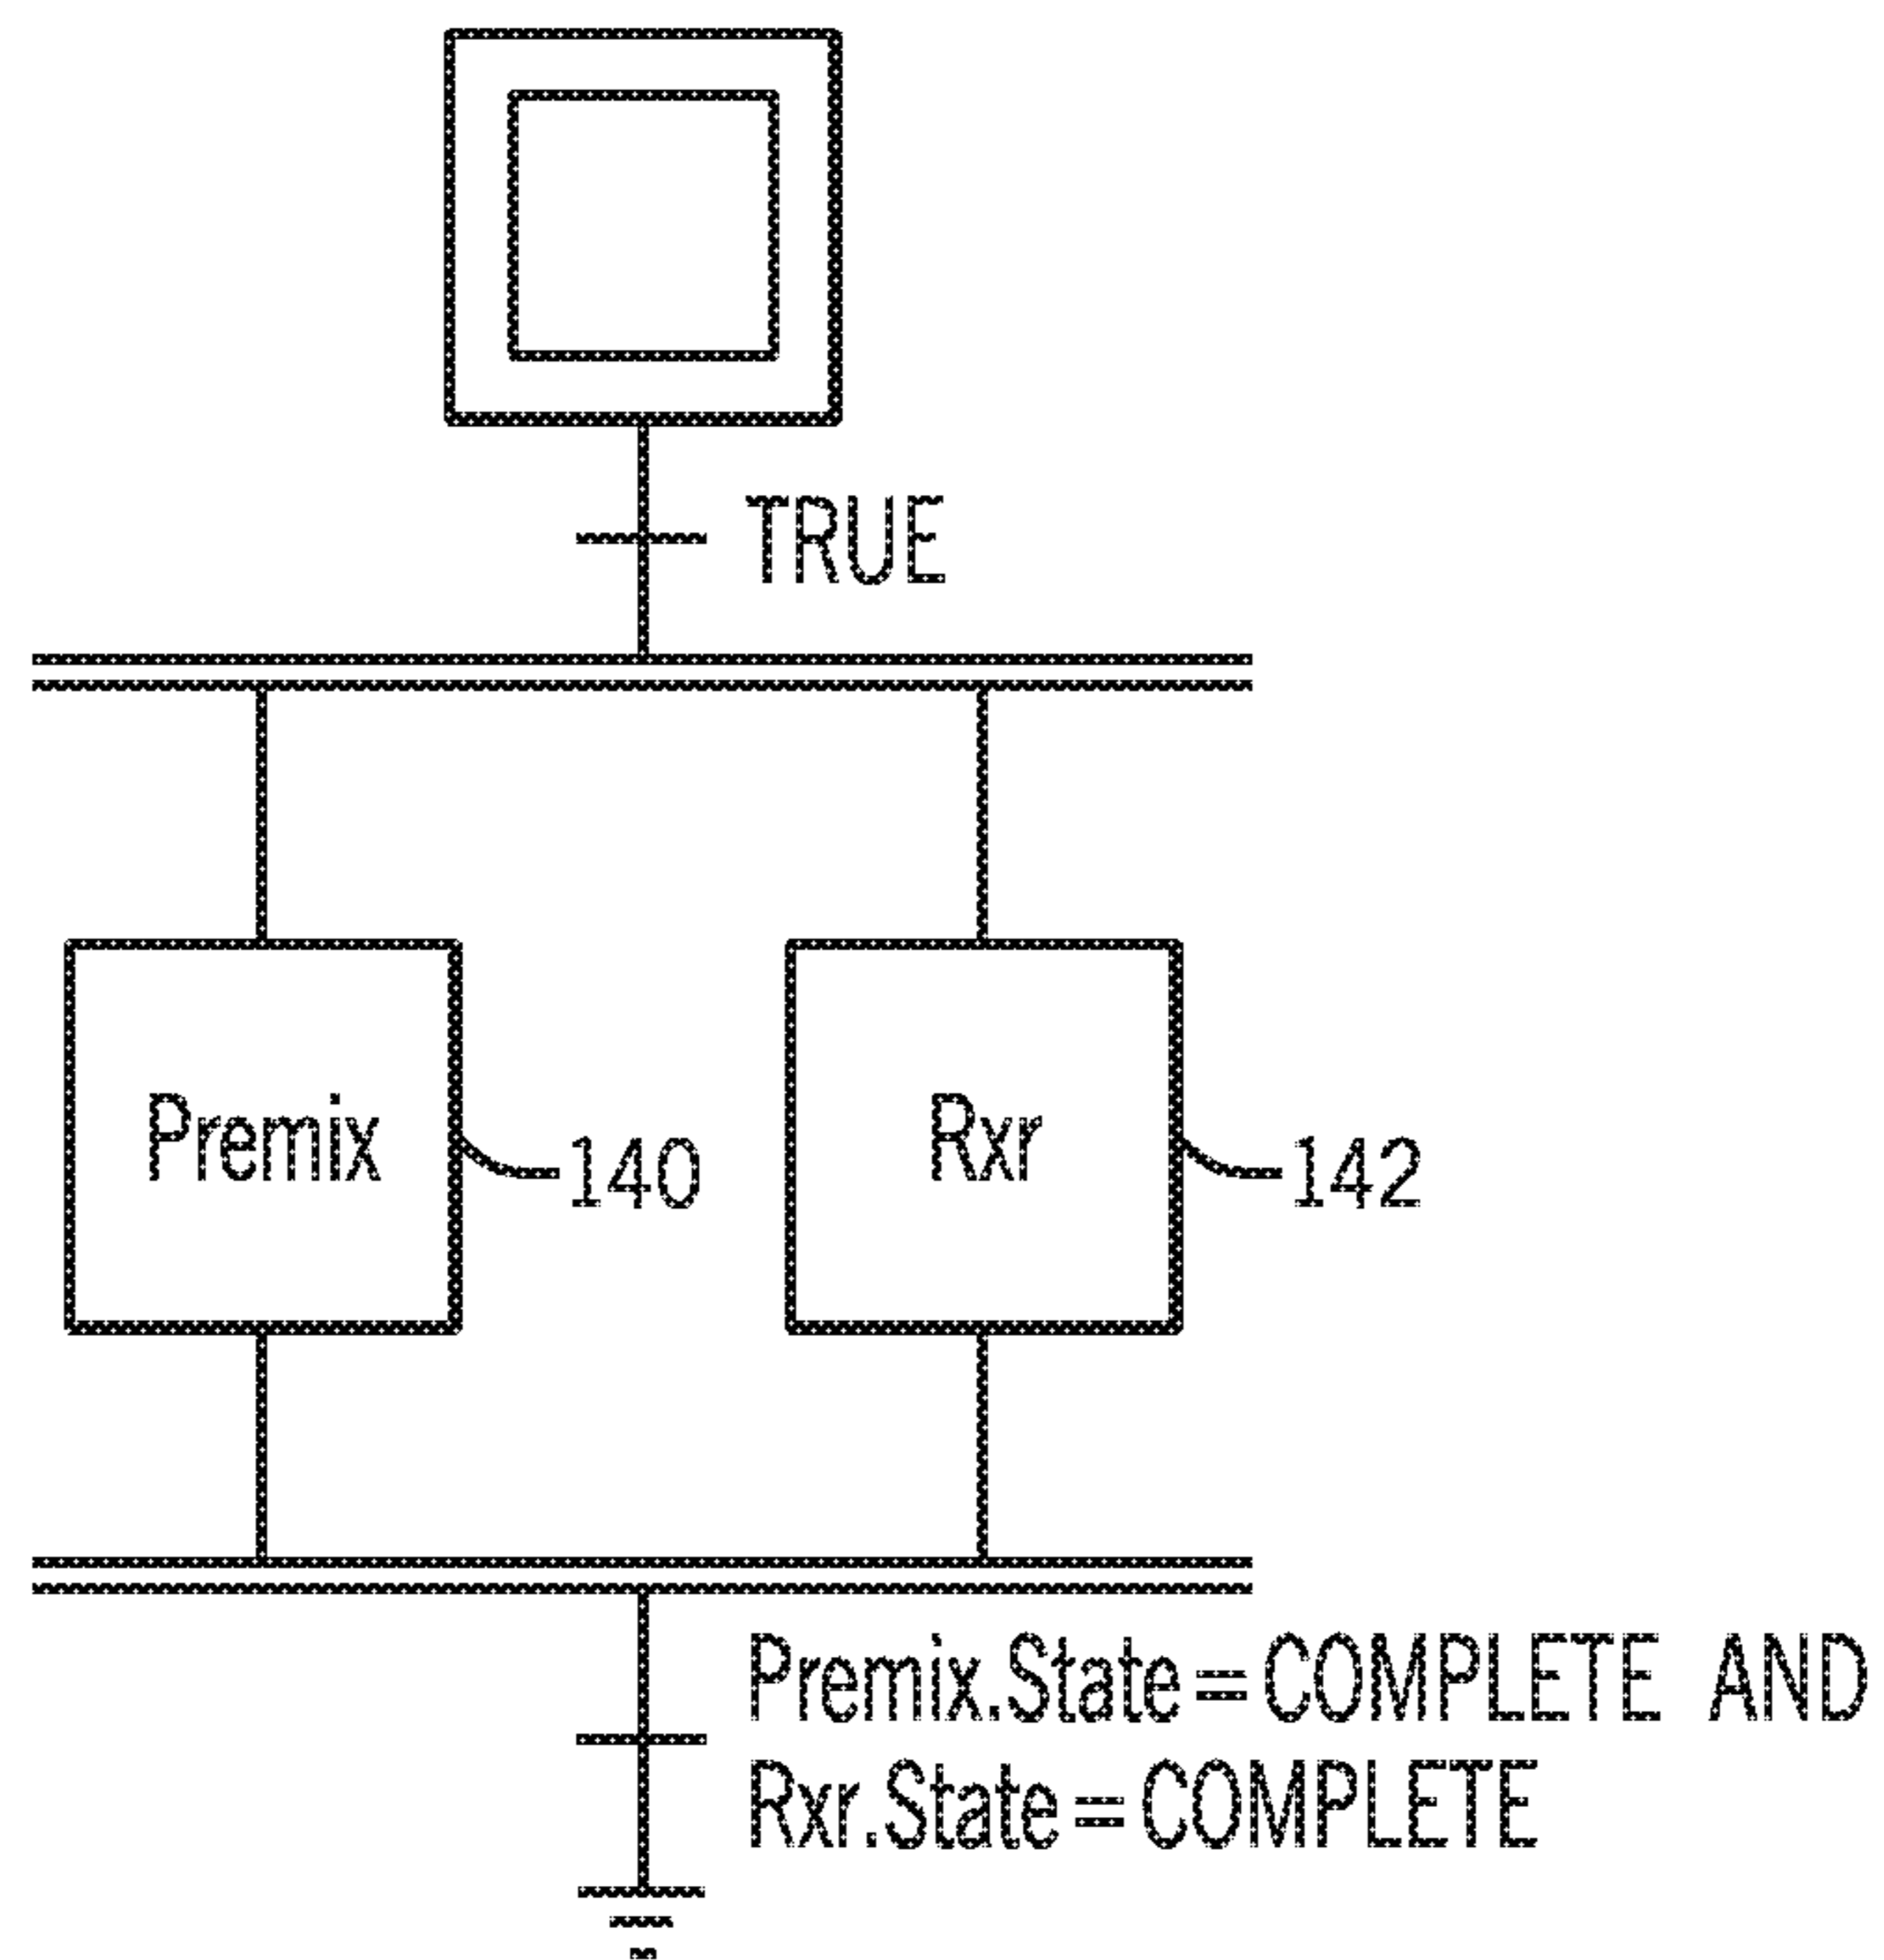 TRUE
Premix
140
Rxr
142
Premix.State=COMPLETE AND
Rxr.State=COMPLETE